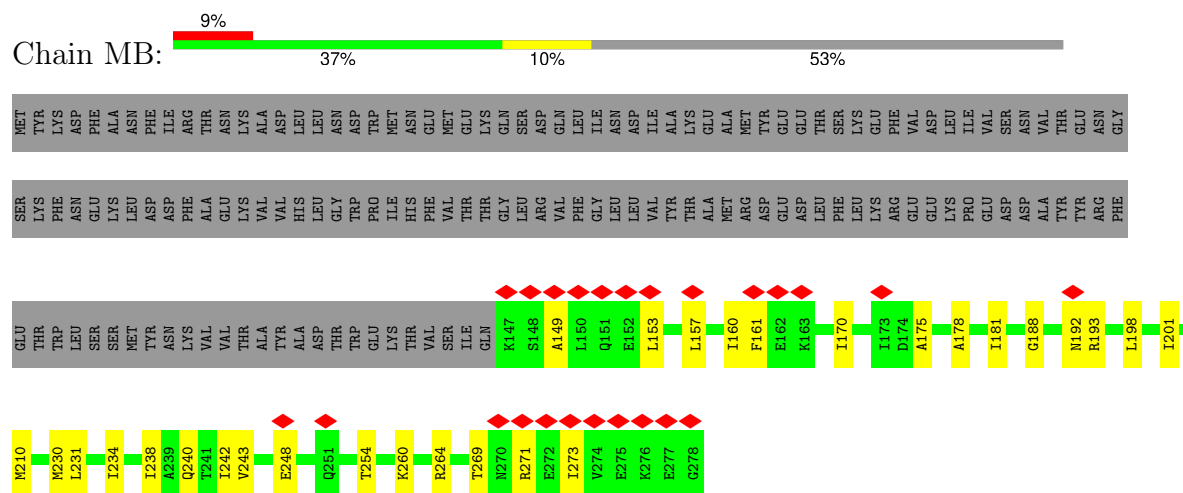 9%
Chain MB:
37% 10% 53%
MET TYR LYS ASP PHE ALA ASN PHE ILE ARG THR ASN LYS ALA ASP LEU LEU ASN ASP TRP MET ASN GLU MET GLU LYS GLN SER ASP GLN LEU ILE ASN ASP ILE ALA LYS GLU ALA MET TYR GLU GLU THR SER LYS GLU PHE VAL ASP LEU ILE VAL SER ASN VAL THR GLU ASN GLY
SER LYS PHE ASN GLU LYS LEU ASP ASP PHE ALA GLU LYS VAL VAL HIS LEU GLY TRP PRO ILE HIS PHE VAL THR THR GLY LEU ARG VAL PHE GLY LEU LEU VAL TYR THR ALA MET ARG ASP GLU ASP LEU PHE LEU LYS ARG GLU GLU LYS PRO GLU ASP ASP ALA TYR TYR ARG PHE
GLU THR TRP LEU SER SER MET TYR ASN LYS VAL VAL THR ALA TYR ALA ASP THR TRP GLU LYS THR VAL SER ILE GLN K147 S148 A149 L150 Q151 E152 L153 L157 I160 F161 E162 K163 I170 I173 D174 A175 A178 I181 G188 N192 R193 L198 I201
M210 M230 L231 I234 I238 A239 Q240 T241 I242 V243 E248 Q251 T254 K260 R264 T269 N270 R271 E272 I273 V274 E275 K276 E277 G278